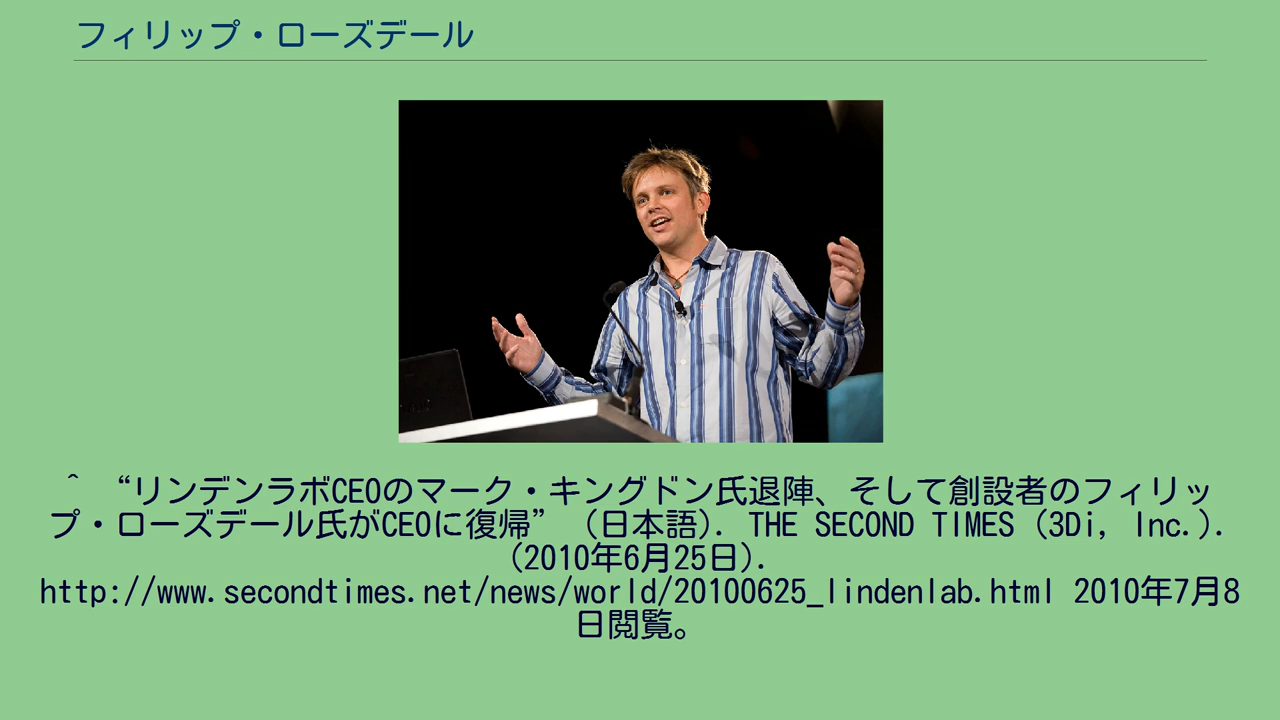 フィリップ・ローズデール
^ “リンデンラボCEOのマーク・キングドン氏退陣、そして創設者のフィリッ
プ・ローズデール氏がCEOに復帰” (日本語). THE SECOND TIMES (3Di, Inc.).
(2010年6月25日).
http://www.secondtimes.net/news/world/20100625_lindenlab.html 2010年7月8
日閲覧。